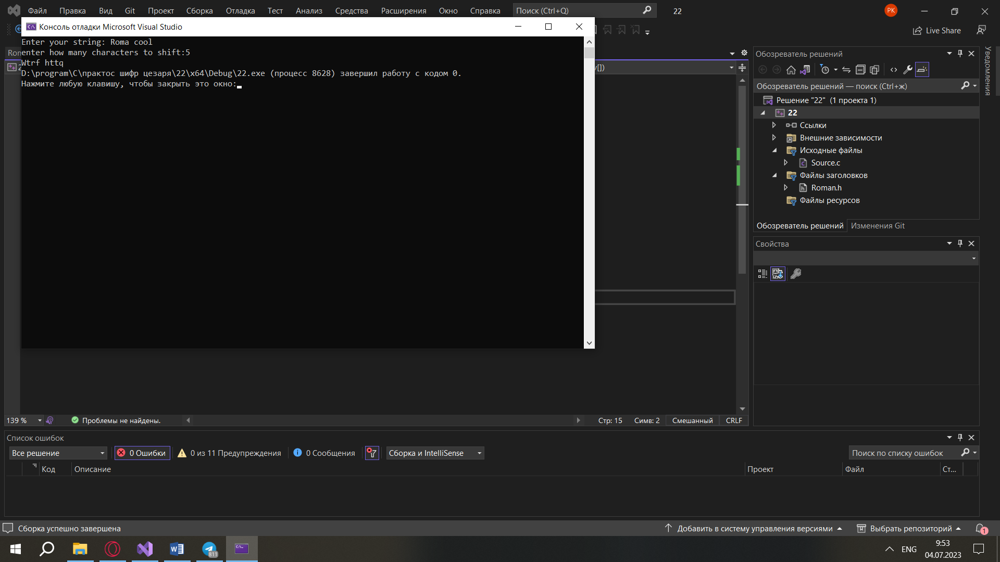 Файл Правка Вид Git Проект Сборка Отладка Тест Анализ Средства Расширения Окно Справка Поиск (Ctrl+Q) 22 РК
Консоль отладки Microsoft Visual Studio
Live Share
Enter your string: Roma cool
enter how many characters to shift:5
Wtrf httq
D:\program\C\практос шифр цезаря\22\x64\Debug\22.exe (процесс 8628) завершил работу с кодом 0.
Нажмите любую клавишу, чтобы закрыть это окно:
Обозреватель решений
Уведомления
Обозреватель решений — поиск (Ctrl+ж)
Решение "22" (1 проекта 1)
22
Ссылки
Внешние зависимости
Исходные файлы
Source.c
Файлы заголовков
Roman.h
Файлы ресурсов
Обозреватель решений Изменения Git
Свойства
139 % Проблемы не найдены. Стр: 15 Симв: 2 Смешанный CRLF
Список ошибок
Все решение 0 Ошибки 0 из 11 Предупреждения 0 Сообщения Сборка и IntelliSense Поиск по списку ошибок
Код Описание Проект Файл Ст...
Сборка успешно завершена Добавить в систему управления версиями Выбрать репозиторий 1
811 ENG 9:53
04.07.2023